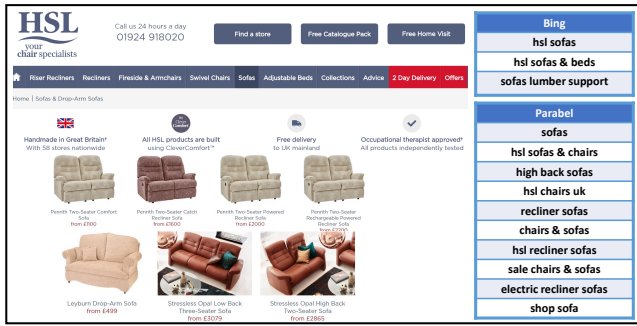 HSL
your
chair specialists
Call us 24 hours a day
01924 918020
Find a store
Free Catalogue Pack
Free Home Visit
Riser Recliners Recliners Fireside & Armchairs Swivel Chairs Sofas Adjustable Beds Collections Advice 2 Day Delivery Offers
Home | Sofas & Drop-Arm Sofas
Handmade in Great Britain*
With 58 stores nationwide
Clever
Comfort
All HSL products are built
using CleverComfort™
Free delivery
to UK mainland
Occupational therapist approved*
All products independently tested
Penrith Two-Seater Comfort
Sofa
from £1100
Penrith Two-Seater Catch
Recliner Sofa
from £1600
Penrith Two-Seater Powered
Recliner Sofa
from £2000
Penrith Two-Seater
Rechargeable Powered
Recliner Sofa
from £2200
Leyburn Drop-Arm Sofa
from £499
Stressless Opal Low Back
Three-Seater Sofa
from £3079
Stressless Opal High Back
Two-Seater Sofa
from £2865
Bing
hsl sofas
hsl sofas & beds
sofas lumber support
Parabel
sofas
hsl sofas & chairs
high back sofas
hsl chairs uk
recliner sofas
chairs & sofas
hsl recliner sofas
sale chairs & sofas
electric recliner sofas
shop sofa